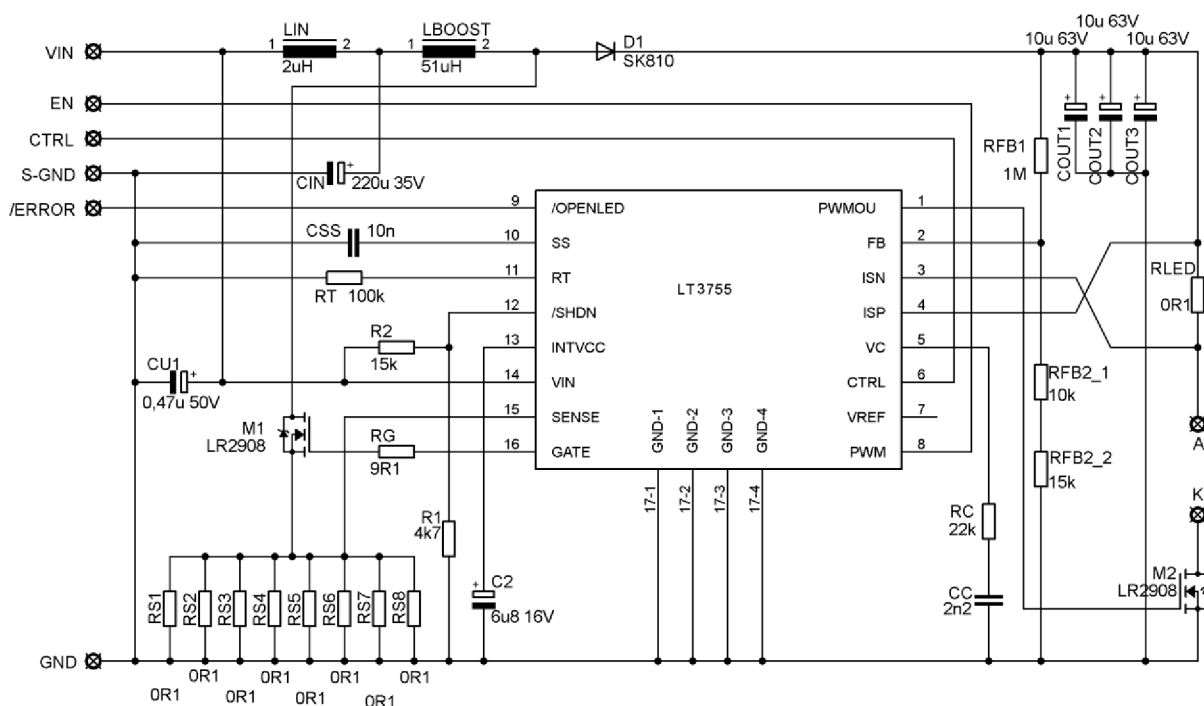 10u 63V
10u 63V
10u 63V
VIN
LIN
1
2
2uH
LBOOST
1
2
51uH
D1
SK810
EN
CTRL
S-GND
/ERROR
CIN
220u 35V
RFB1
1M
COUT1
COUT2
COUT3
9
/OPENLED
PWMOU
1
CSS
10n
10
SS
FB
2
RT
100k
11
RT
ISN
3
LT3755
RLED
0R1
12
/SHDN
ISP
4
R2
15k
13
INTVCC
VC
5
CU1
0,47u 50V
14
VIN
CTRL
6
RFB2_1
10k
15
SENSE
VREF
7
M1
LR2908
RG
9R1
16
GATE
PWM
8
GND-1
GND-2
GND-3
GND-4
A
RFB2_2
15k
17-1
17-2
17-3
17-4
K
R1
4k7
RC
22k
C2
6u8 16V
CC
2n2
M2
LR2908
RS1
RS2
RS3
RS4
RS5
RS6
RS7
RS8
GND
0R1
0R1
0R1
0R1
0R1
0R1
0R1
0R1